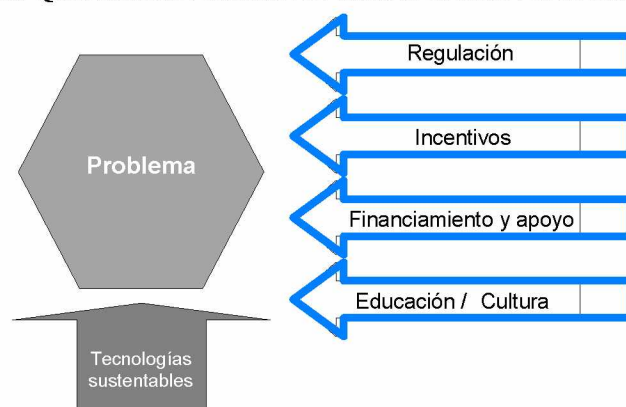 Regulación
Problema
Incentivos
Financiamiento y apoyo
Educación / Cultura
Tecnologías
sustentables